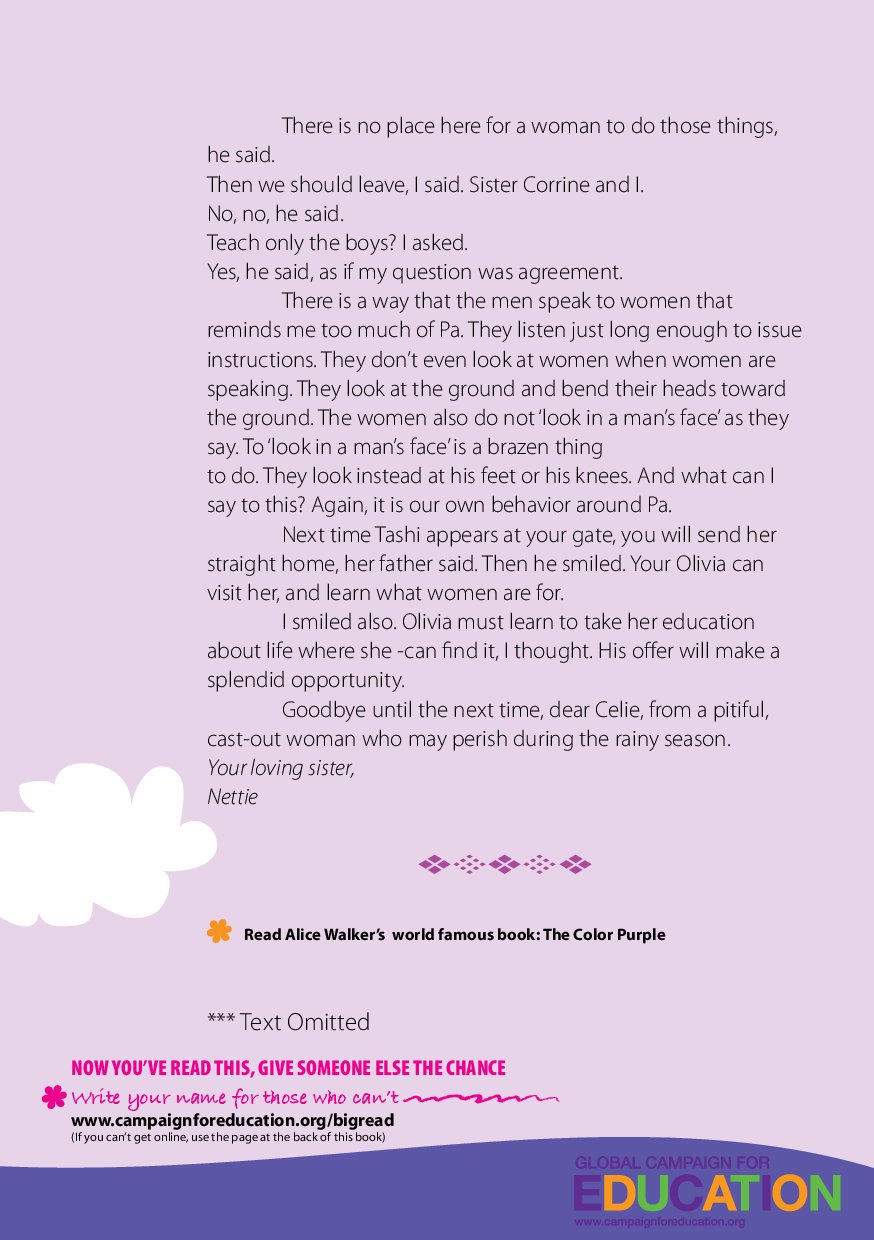 There is no place here for a woman to do those things,
he said.
Then we should leave, I said. Sister Corrine and I.
No, no, he said.
Teach only the boys? I asked.
Yes, he said, as if my question was agreement.
There is a way that the men speak to women that
reminds me too much of Pa. They listen just long enough to issue
instructions. They don’t even look at women when women are
speaking. They look at the ground and bend their heads toward
the ground. The women also do not ‘look in a man’s face’ as they
say. To ‘look in a man’s face’ is a brazen thing
to do. They look instead at his feet or his knees. And what can I
say to this? Again, it is our own behavior around Pa.
Next time Tashi appears at your gate, you will send her
straight home, her father said. Then he smiled. Your Olivia can
visit her, and learn what women are for.
I smiled also. Olivia must learn to take her education
about life where she -can find it, I thought. His offer will make a
splendid opportunity.
Goodbye until the next time, dear Celie, from a pitiful,
cast-out woman who may perish during the rainy season.
Your loving sister,
Nettie
Read Alice Walker’s world famous book: The Color Purple
*** Text Omitted
NOW YOU’VE READ THIS, GIVE SOMEONE ELSE THE CHANCE
Write your name for those who can’t
www.campaignforeducation.org/bigread
(If you can’t get online, use the page at the back of this book)
GLOBAL CAMPAIGN FOR
EDUCATION
www.campaignforeducation.org